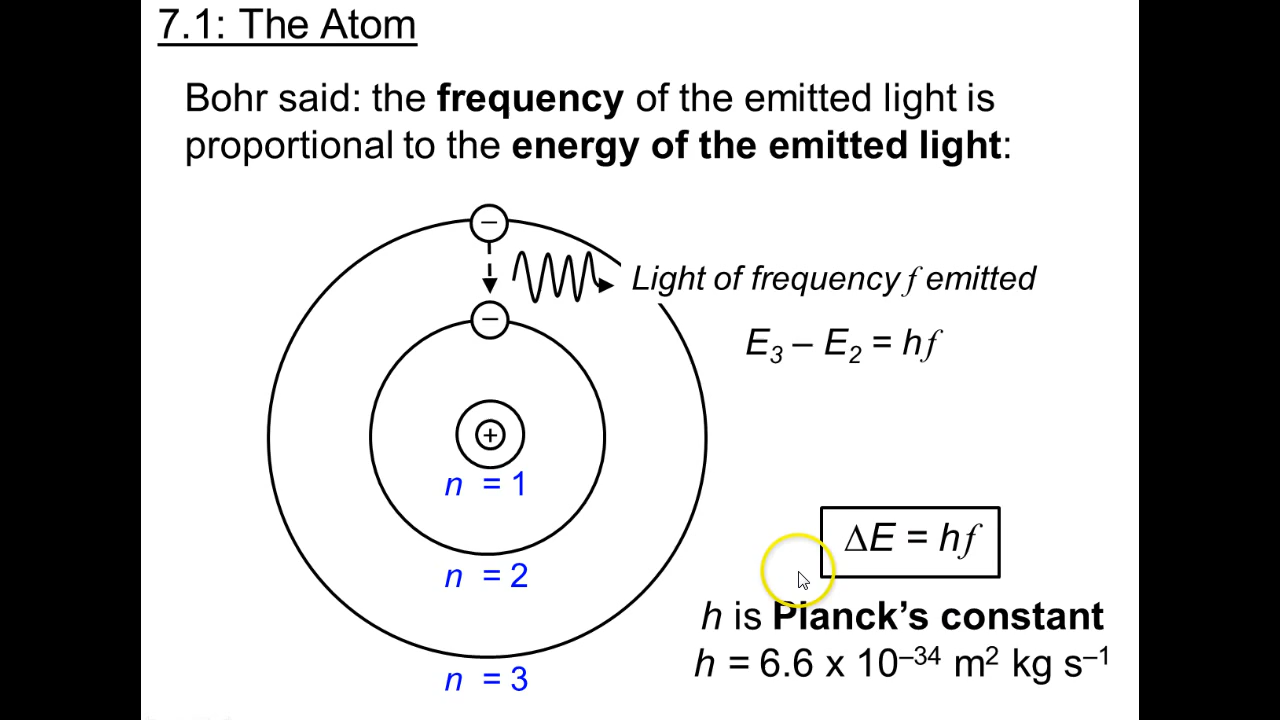 7.1: The Atom
Bohr said: the frequency of the emitted light is
proportional to the energy of the emitted light:
−
Light of frequency f emitted
−
E₃ – E₂ = hf
+
n = 1
ΔE = hf
n = 2
h is Planck's constant
h = 6.6 x 10⁻³⁴ m² kg s⁻¹
n = 3